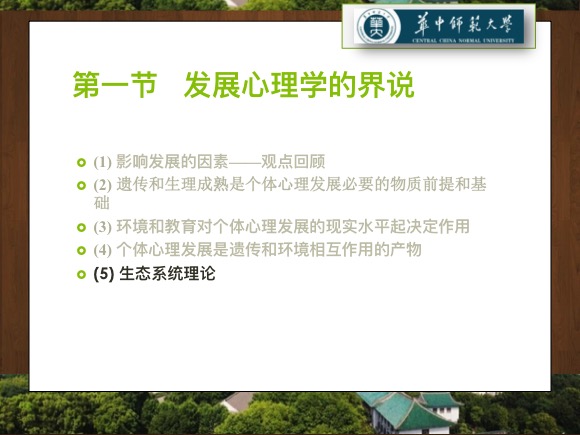 華中師範大學
CENTRAL CHINA NORMAL UNIVERSITY
第一节 发展心理学的界说
(1) 影响发展的因素——观点回顾
(2) 遗传和生理成熟是个体心理发展必要的物质前提和基
础
(3) 环境和教育对个体心理发展的现实水平起决定作用
(4) 个体心理发展是遗传和环境相互作用的产物
(5) 生态系统理论